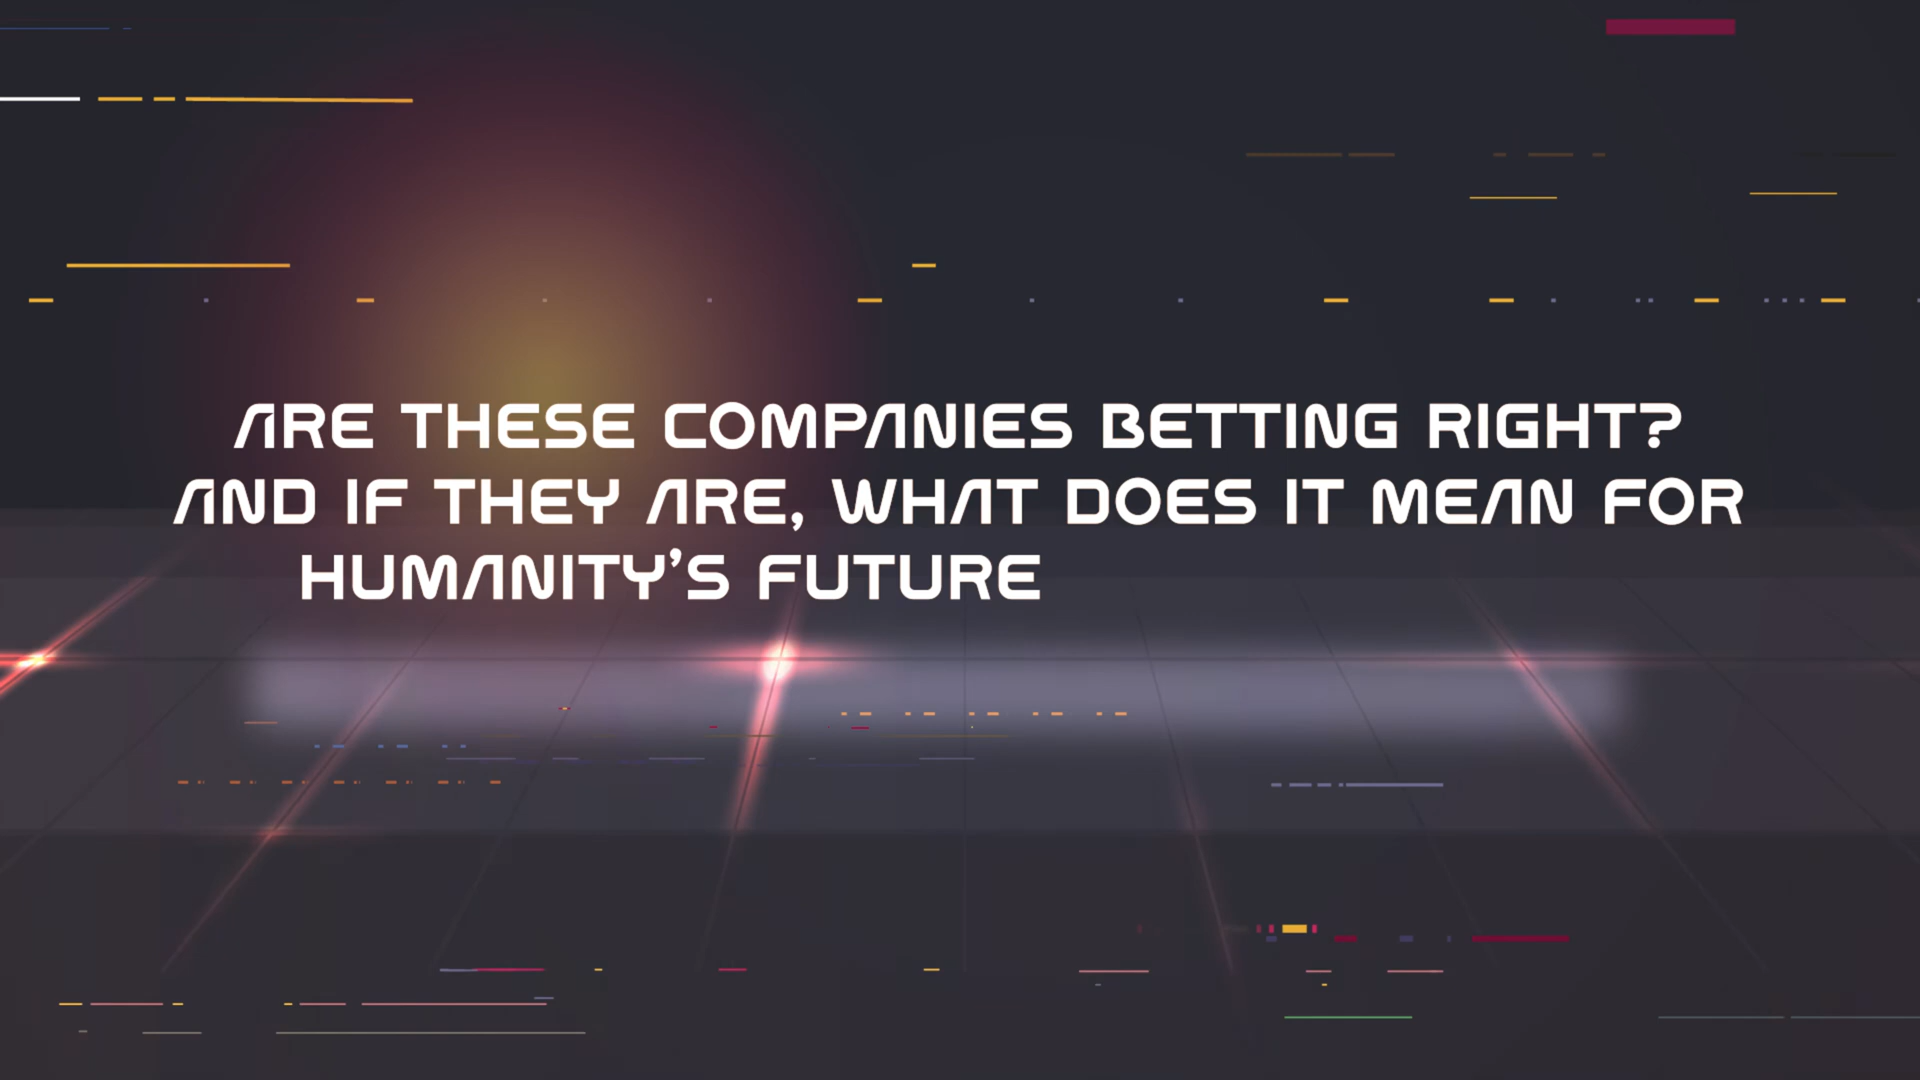 ARE THESE COMPANIES BETTING RIGHT?
AND IF THEY ARE, WHAT DOES IT MEAN FOR
HUMANITY’S FUTURE